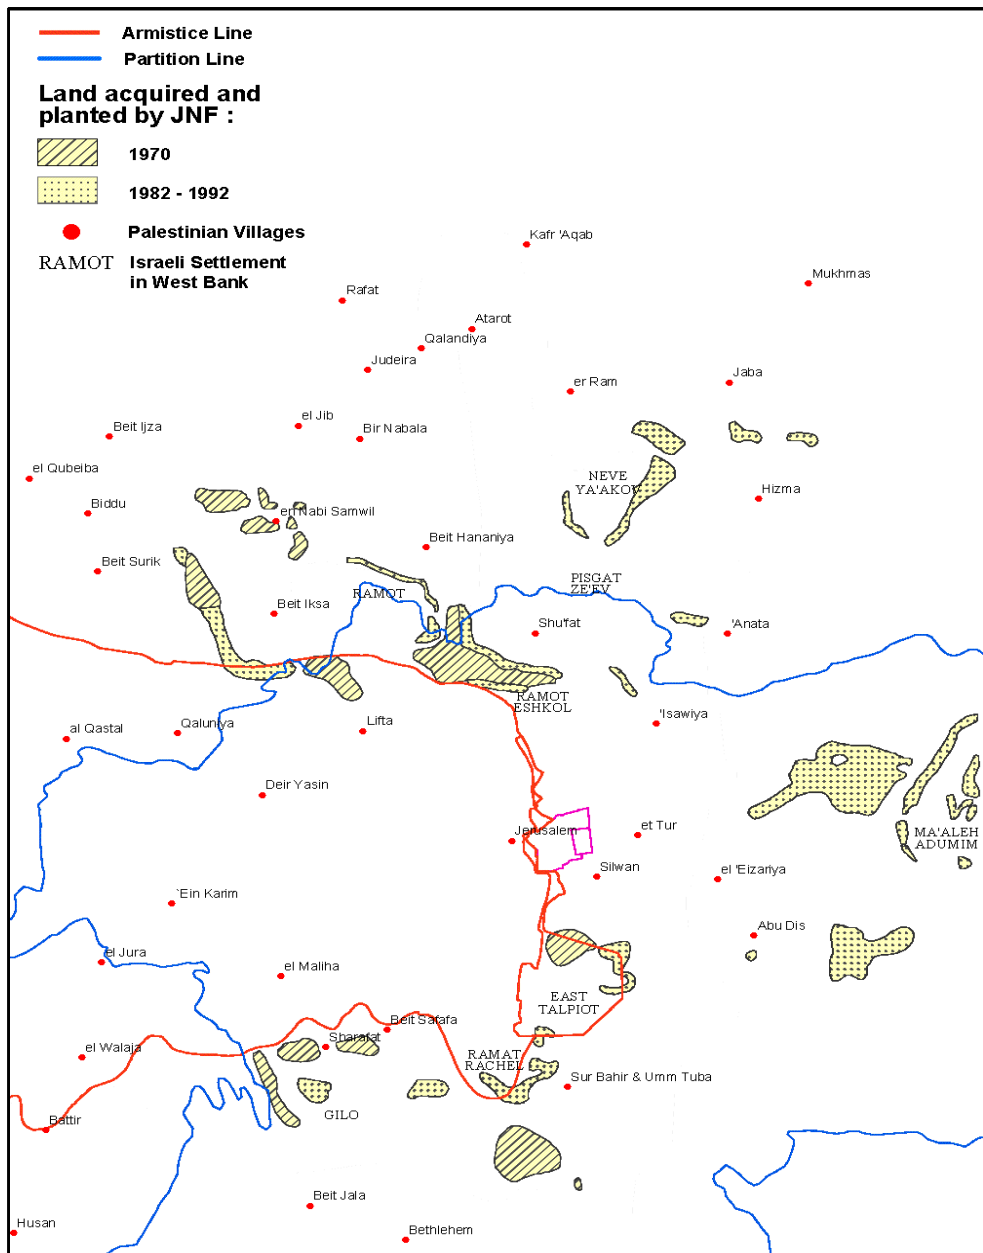 Armistice Line
Partition Line
Land acquired and
planted by JNF :
1970
1982 - 1992
Palestinian Villages
RAMOT Israeli Settlement
in West Bank
Kafr 'Aqab
Mukhmas
Rafat
Atarot
Qalandiya
Judeira
Jaba
er Ram
el Jib
Bir Nabala
Beit Ijza
el Qubeiba
NEVE
YA'AKOV
Hizma
Biddu
en Nabi Samwil
Beit Hananiya
Beit Surik
PISGAT
ZE'EV
RAMOT
Beit Iksa
Shu'fat
'Anata
RAMOT
ESHKOL
'Isawiya
al Qastal
Qaluniya
Lifta
Deir Yasin
Jerusalem
et Tur
MA'ALEH
ADUMIM
Silwan
el 'Eizariya
`Ein Karim
Abu Dis
el Jura
el Maliha
EAST
TALPIOT
Beit Safafa
Sharafat
el Walaja
RAMAT
RACHEL
Sur Bahir & Umm Tuba
GILO
Battir
Beit Jala
Husan
Bethlehem